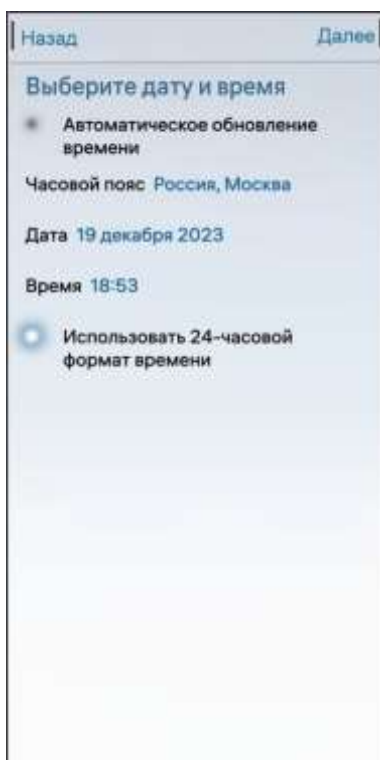 Назад Далее
Выберите дату и время
Автоматическое обновление
времени
Часовой пояс Россия, Москва
Дата 19 декабря 2023
Время 18:53
Использовать 24-часовой
формат времени